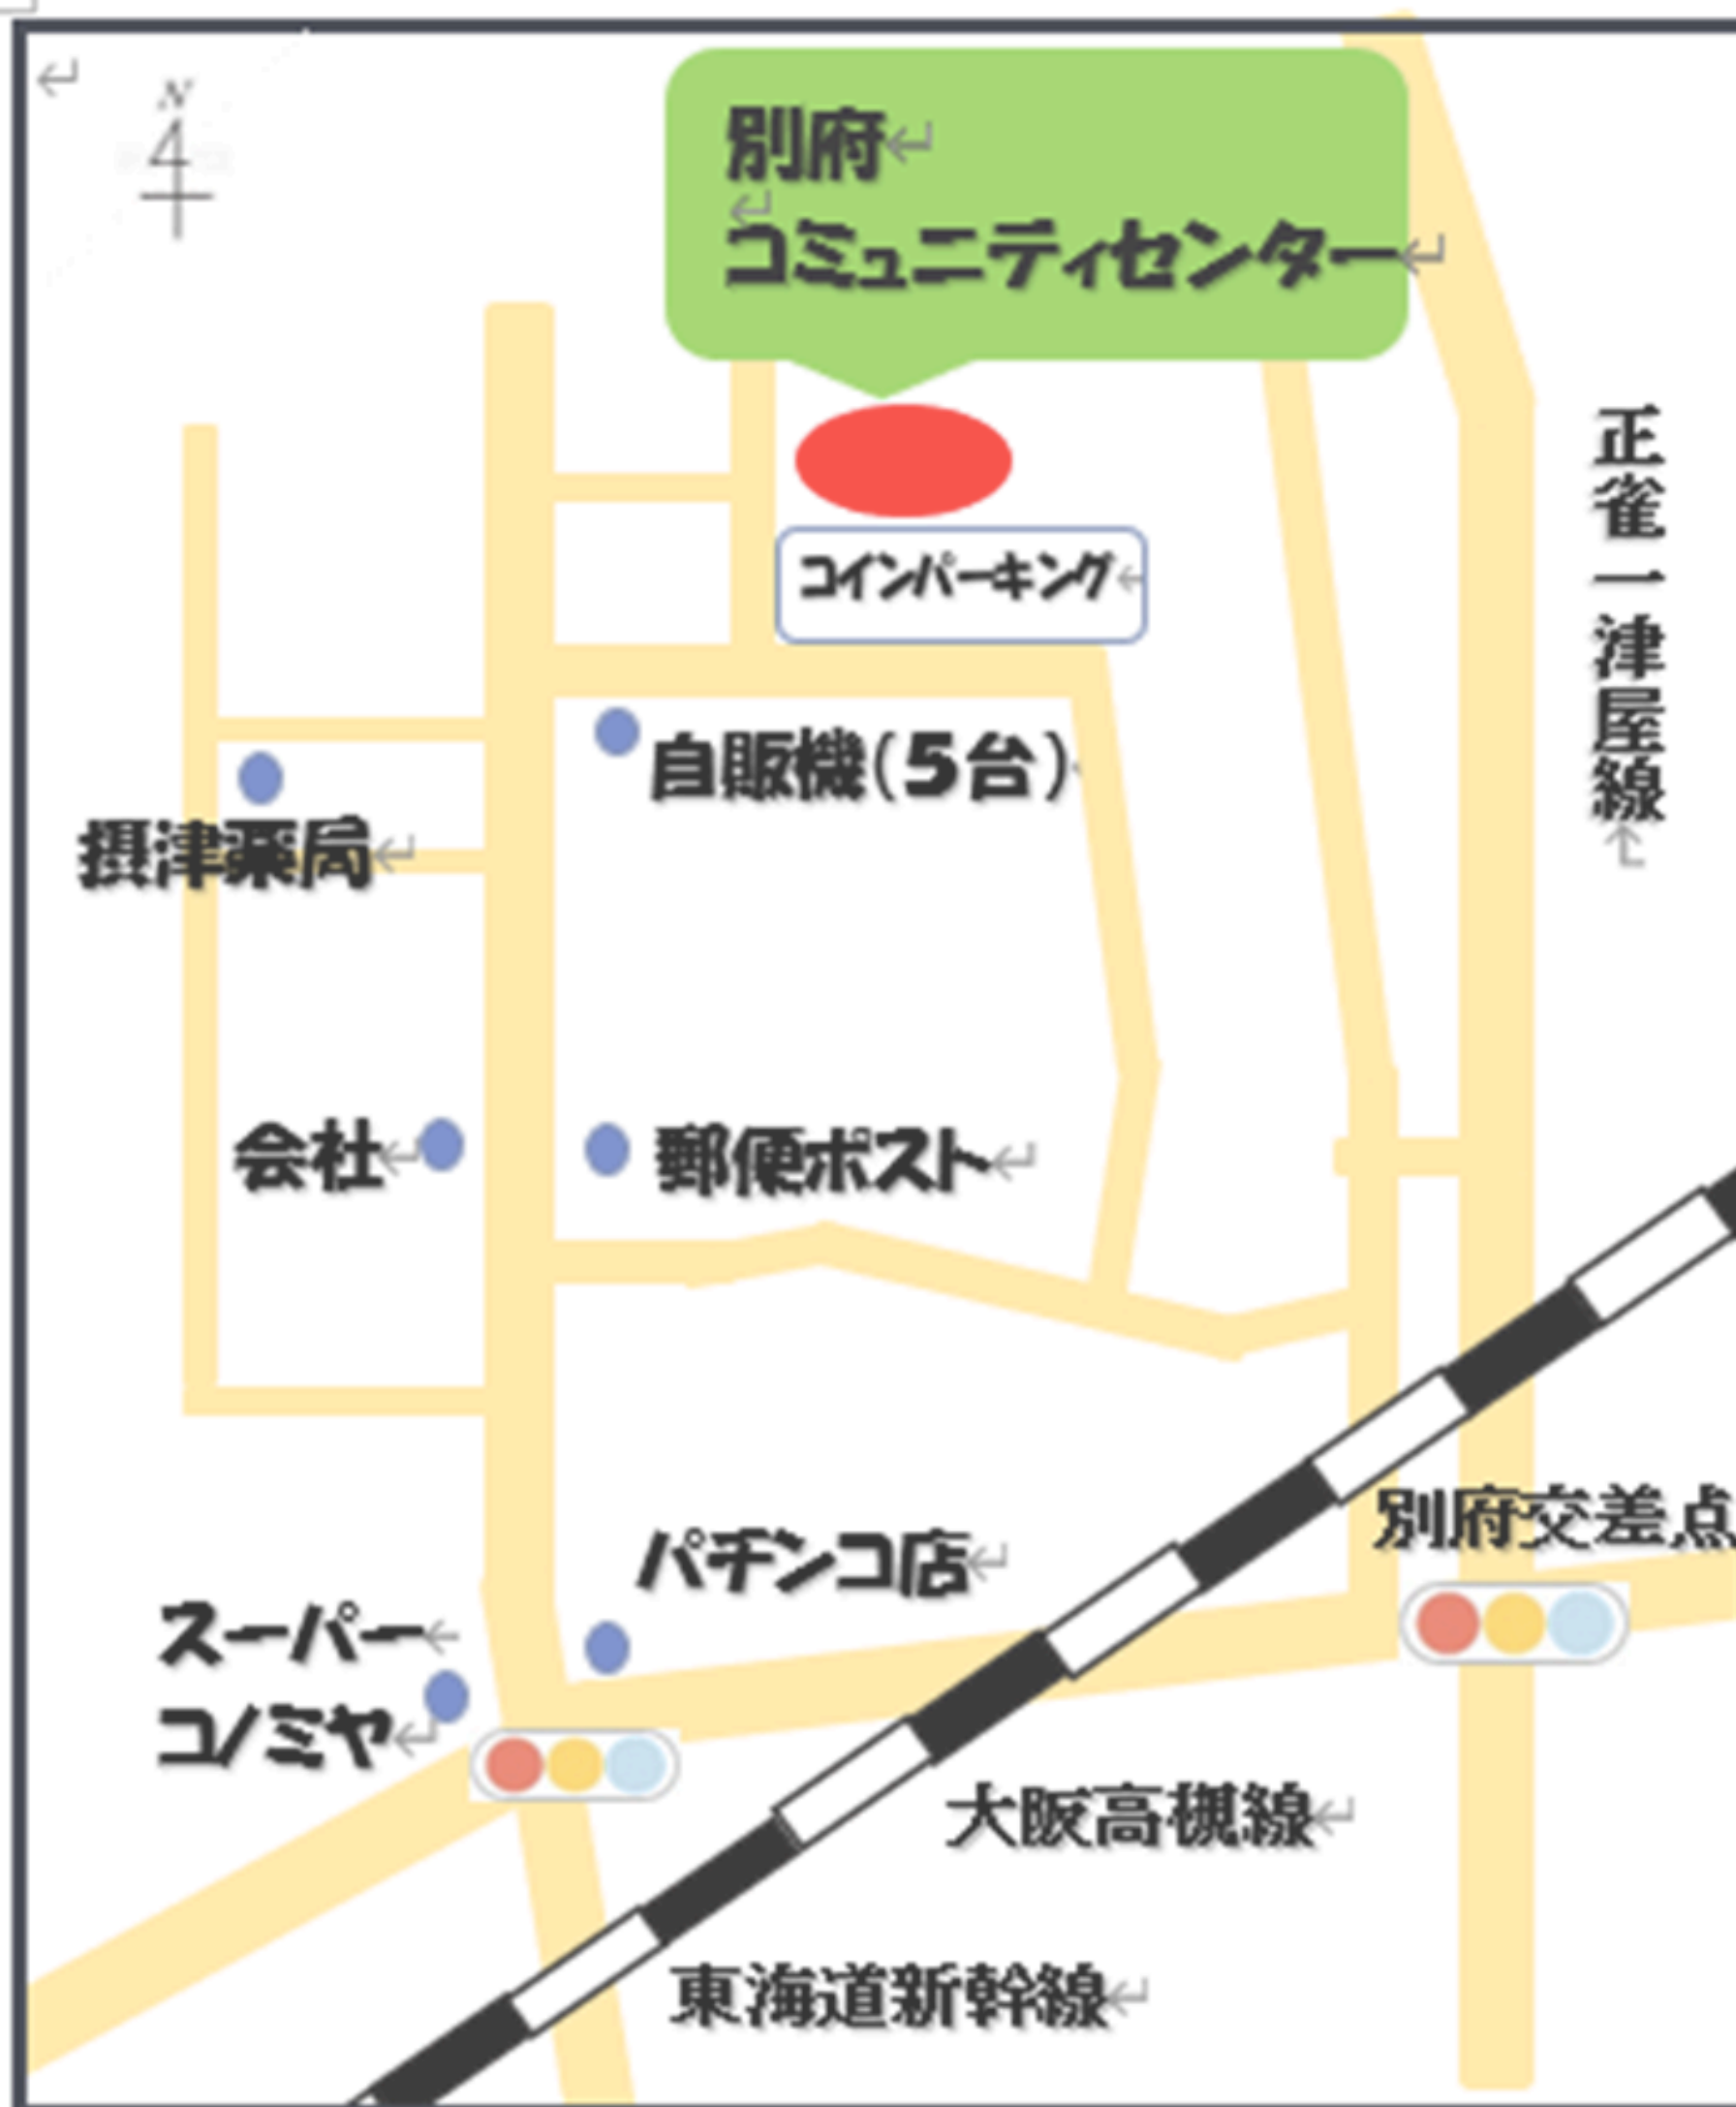 N
別府
コミュニティセンター
正雀一津屋線
コインパーキング
自販機(5台)
摂津薬局
会社
郵便ポスト
別府交差点
パチンコ店
スーパー
コノミヤ
大阪高槻線
東海道新幹線